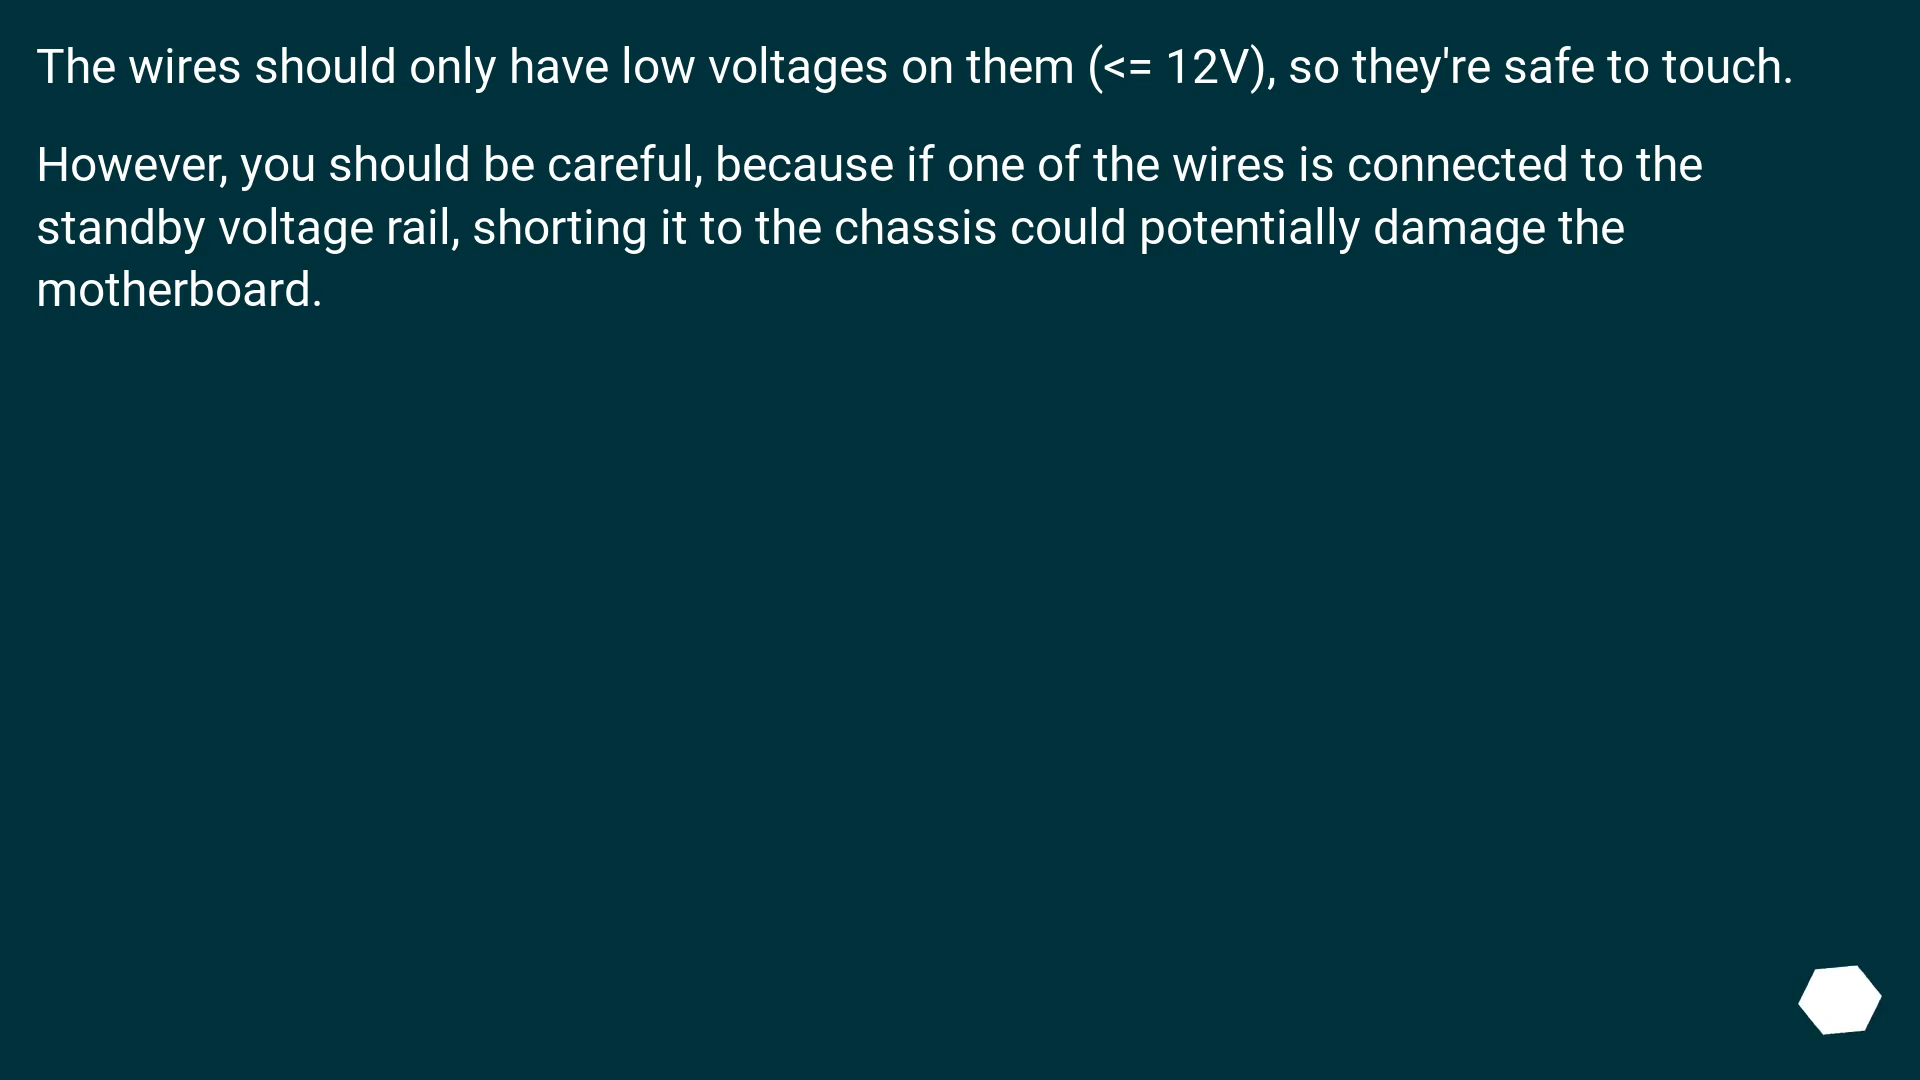 The wires should only have low voltages on them (<= 12V), so they're safe to touch.
However, you should be careful, because if one of the wires is connected to the
standby voltage rail, shorting it to the chassis could potentially damage the
motherboard.